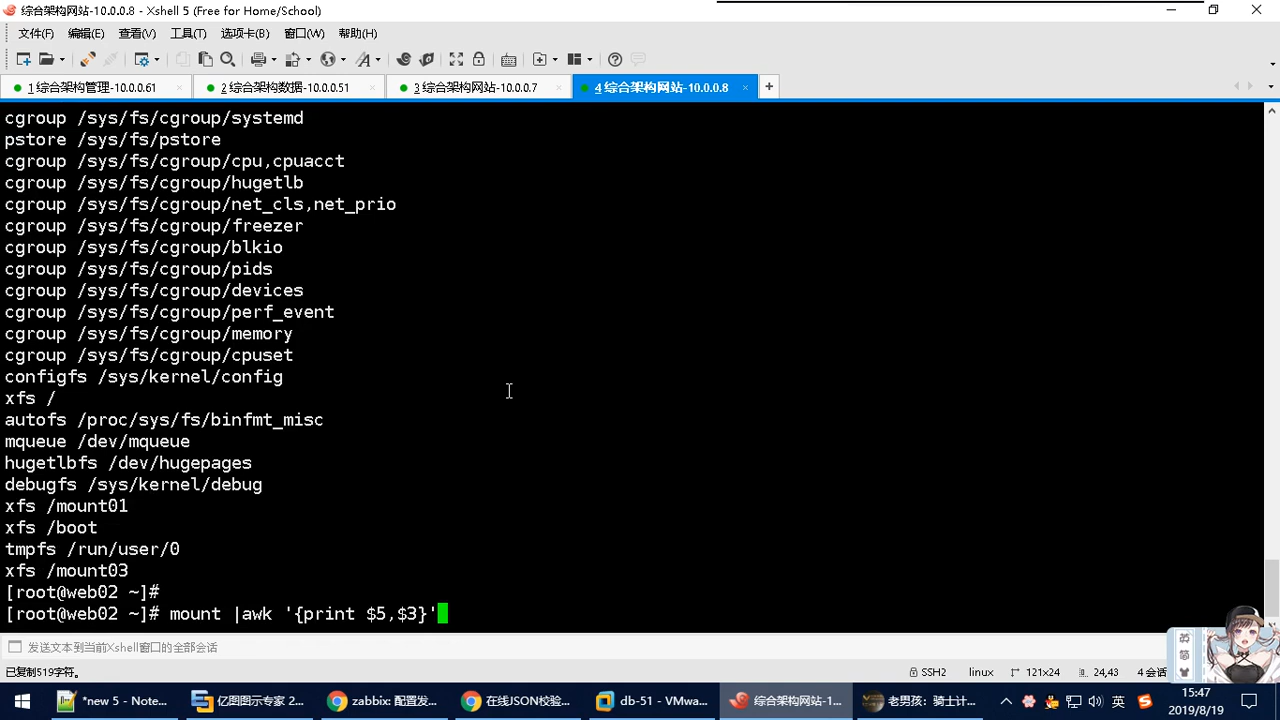 综合架构网站-10.0.0.8 - Xshell 5 (Free for Home/School)
文件(F) 编辑(E) 查看(V) 工具(T) 选项卡(B) 窗口(W) 帮助(H)
1 综合架构管理-10.0.0.61 × 2 综合架构数据-10.0.0.51 × 3 综合架构网站-10.0.0.7 × 4 综合架构网站-10.0.0.8 × +
cgroup /sys/fs/cgroup/systemd
pstore /sys/fs/pstore
cgroup /sys/fs/cgroup/cpu,cpuacct
cgroup /sys/fs/cgroup/hugetlb
cgroup /sys/fs/cgroup/net_cls,net_prio
cgroup /sys/fs/cgroup/freezer
cgroup /sys/fs/cgroup/blkio
cgroup /sys/fs/cgroup/pids
cgroup /sys/fs/cgroup/devices
cgroup /sys/fs/cgroup/perf_event
cgroup /sys/fs/cgroup/memory
cgroup /sys/fs/cgroup/cpuset
configfs /sys/kernel/config
xfs /
autofs /proc/sys/fs/binfmt_misc
mqueue /dev/mqueue
hugetlbfs /dev/hugepages
debugfs /sys/kernel/debug
xfs /mount01
xfs /boot
tmpfs /run/user/0
xfs /mount03
[root@web02 ~]#
[root@web02 ~]# mount |awk '{print $5,$3}'
发送文本到当前Xshell窗口的全部会话
已复制519字符。 SSH2 linux 24x121 24,43 4 会话
英
简
*new 5 - Note... 亿图图示专家 2... zabbix: 配置发... 在线JSON校验... db-51 - VMwa... 综合架构网站-1... 老男孩：骑士计... 英 15:47
2019/8/19